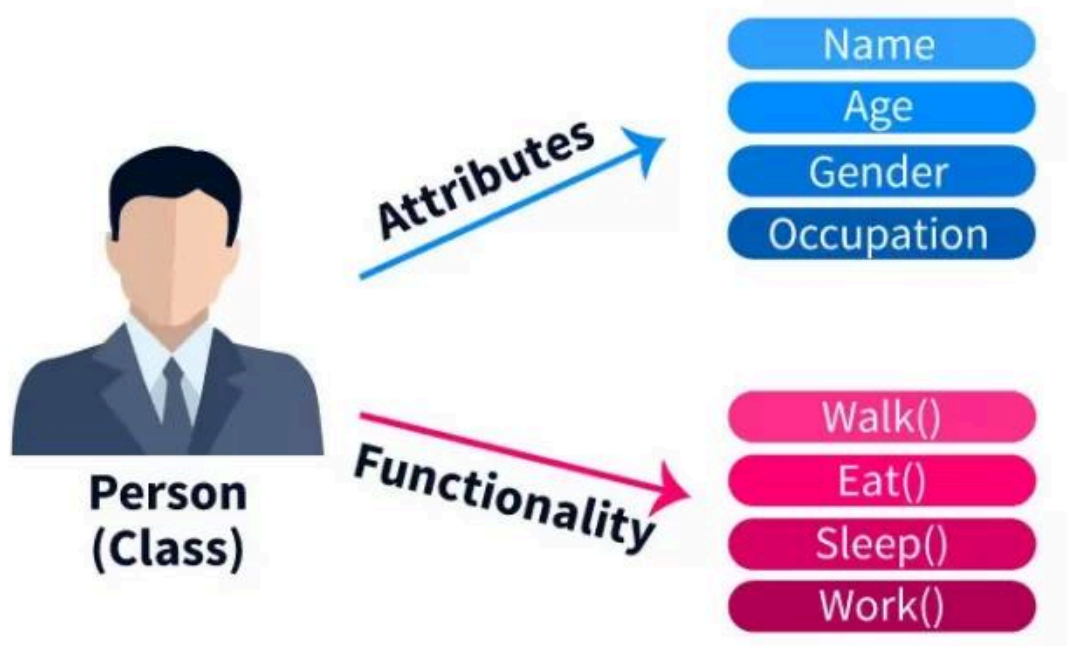 Person
(Class)
Attributes
Name
Age
Gender
Occupation
Functionality
Walk()
Eat()
Sleep()
Work()